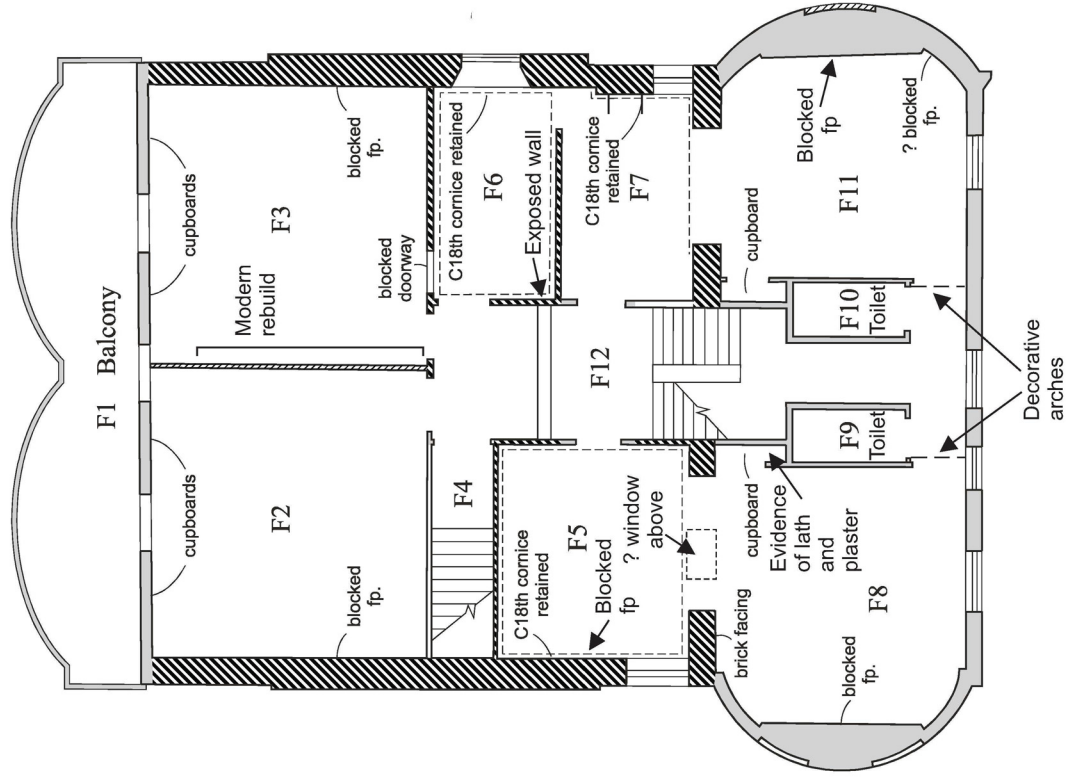 F1 Balcony
cupboards
cupboards
F2
F3
Modern
rebuild
blocked
fp.
blocked
fp.
blocked
doorway
F4
C18th cornice
retained
F5
Blocked
fp
? window
above
C18th cornice retained
F6
Exposed wall
C18th cornice
retained
F7
F12
brick facing
cupboard
Evidence
of lath
and
plaster
F8
blocked
fp.
F9
Toilet
F10
Toilet
cupboard
F11
Blocked
fp
? blocked
fp.
Decorative
arches